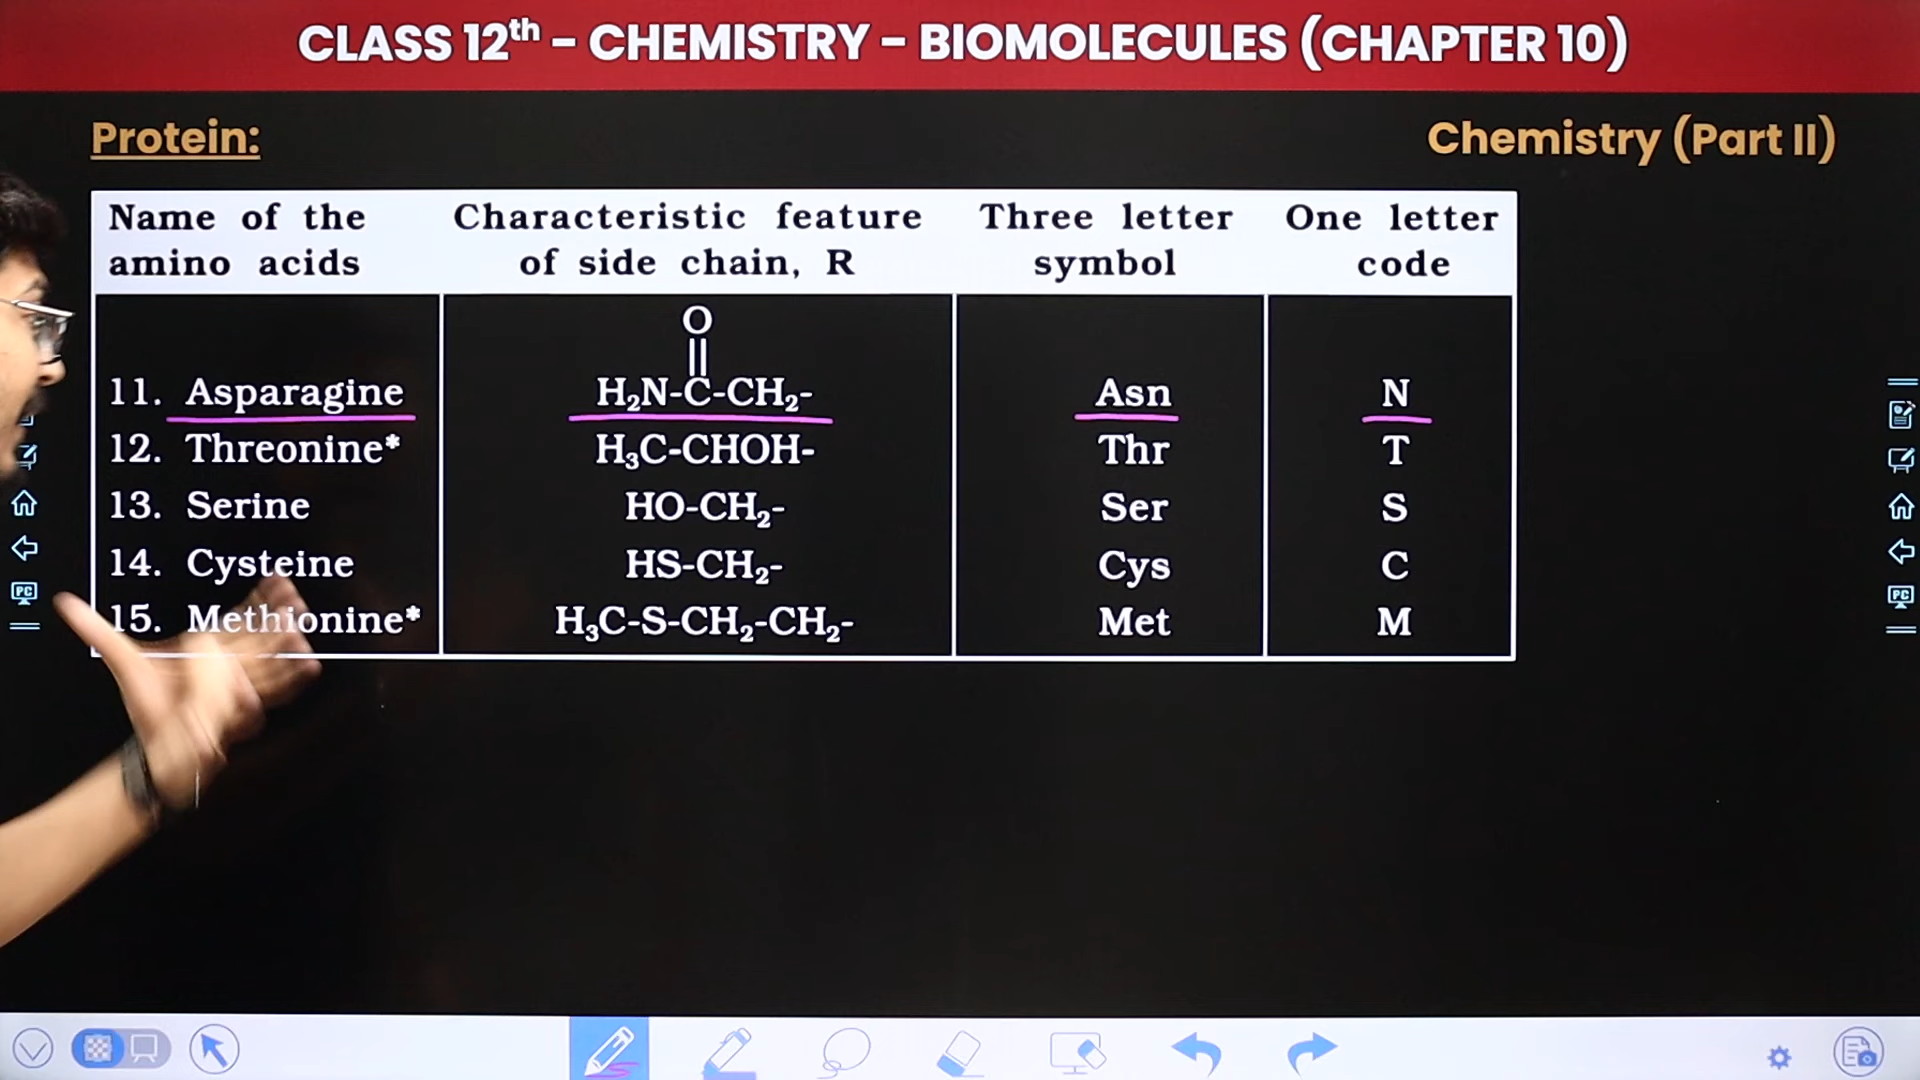 CLASS 12th - CHEMISTRY - BIOMOLECULES (CHAPTER 10)
Protein:
Chemistry (Part II)
Name of the amino acids
Characteristic feature of side chain, R
Three letter symbol
One letter code
O
||
11. Asparagine H₂N-C-CH₂- Asn N
12. Threonine* H₃C-CHOH- Thr T
13. Serine HO-CH₂- Ser S
14. Cysteine HS-CH₂- Cys C
15. Methionine* H₃C-S-CH₂-CH₂- Met M
PC
PC